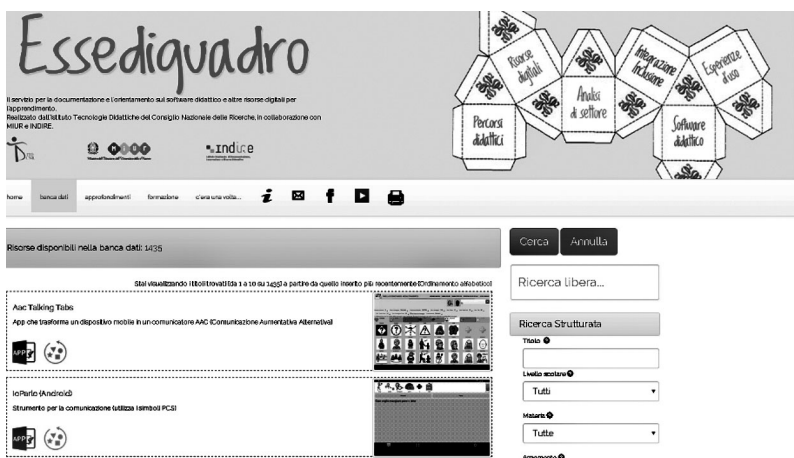 Essediquadro
Il servizio per la documentazione e l'orientamento sul software didattico e altre risorse digitali per
l'apprendimento.
Realizzato dall'Istituto Tecnologie Didattiche del Consiglio Nazionale delle Ricerche, in collaborazione con
MIUR e INDIRE.
Risorse
digitali
Integrazione
Inclusione
Esperienze
d'uso
Analisi
di settore
Percorsi
didattici
Software
didattico
indire
home banca dati approfondimenti formazione c'era una volta...
Risorse disponibili nella banca dati: 1435
Cerca Annulla
Stai visualizzando i titoli trovati (da 1 a 10 su 1435) a partire da quello inserito più recentemente (Ordinamento alfabetico)
Ricerca libera...
Aac Talking Tabs
App che trasforma un dispositivo mobile in un comunicatore AAC (Comunicazione Aumentativa Alternativa)
APP
Ricerca Strutturata
Titolo
Livello scolare
Tutti
IoParlo (Android)
Strumento per la comunicazione (utilizza i simboli PCS)
APP
Materia
Tutte
Argomento